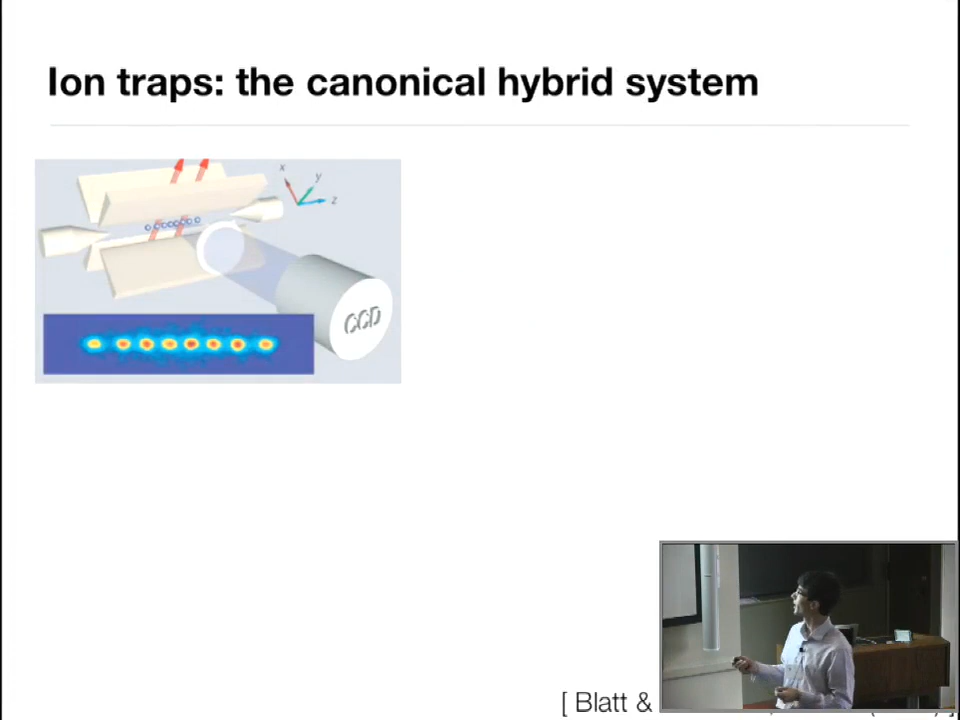 Ion traps: the canonical hybrid system
x
y
z
CCD
[ Blatt &
]